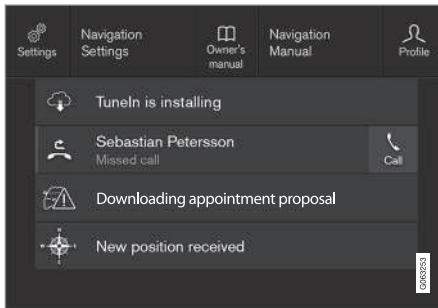 Settings
Navigation
Settings
Owner's
manual
Navigation
Manual
Profile
TuneIn is installing
Sebastian Petersson
Missed call
Call
Downloading appointment proposal
New position received
G063253